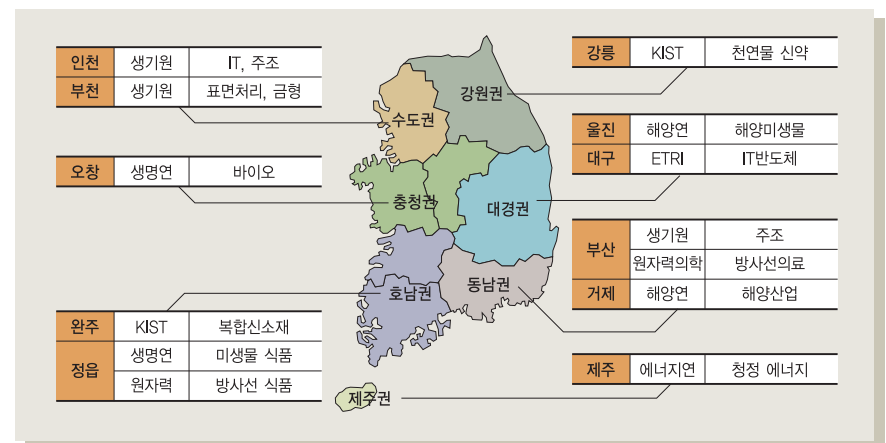 인천 생기원 IT, 주조
부천 생기원 표면처리, 금형
오창 생명연 바이오
완주 KIST 복합신소재
정읍 생명연 미생물 식품
원자력 방사선 식품
수도권
강원권
충청권
대경권
호남권
동남권
제주권
강릉 KIST 천연물 신약
울진 해양연 해양미생물
대구 ETRI IT반도체
부산 생기원 주조
원자력의학 방사선의료
거제 해양연 해양산업
제주 에너지연 청정 에너지